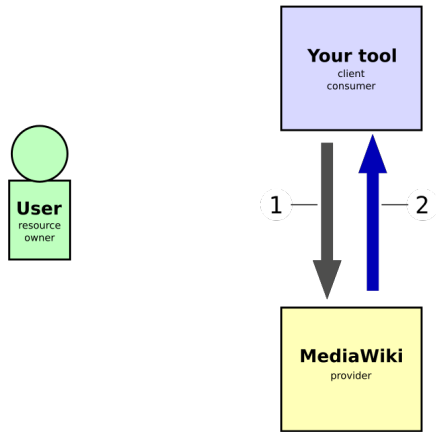 Your tool
client
consumer
User
resource
owner
1
2
MediaWiki
provider